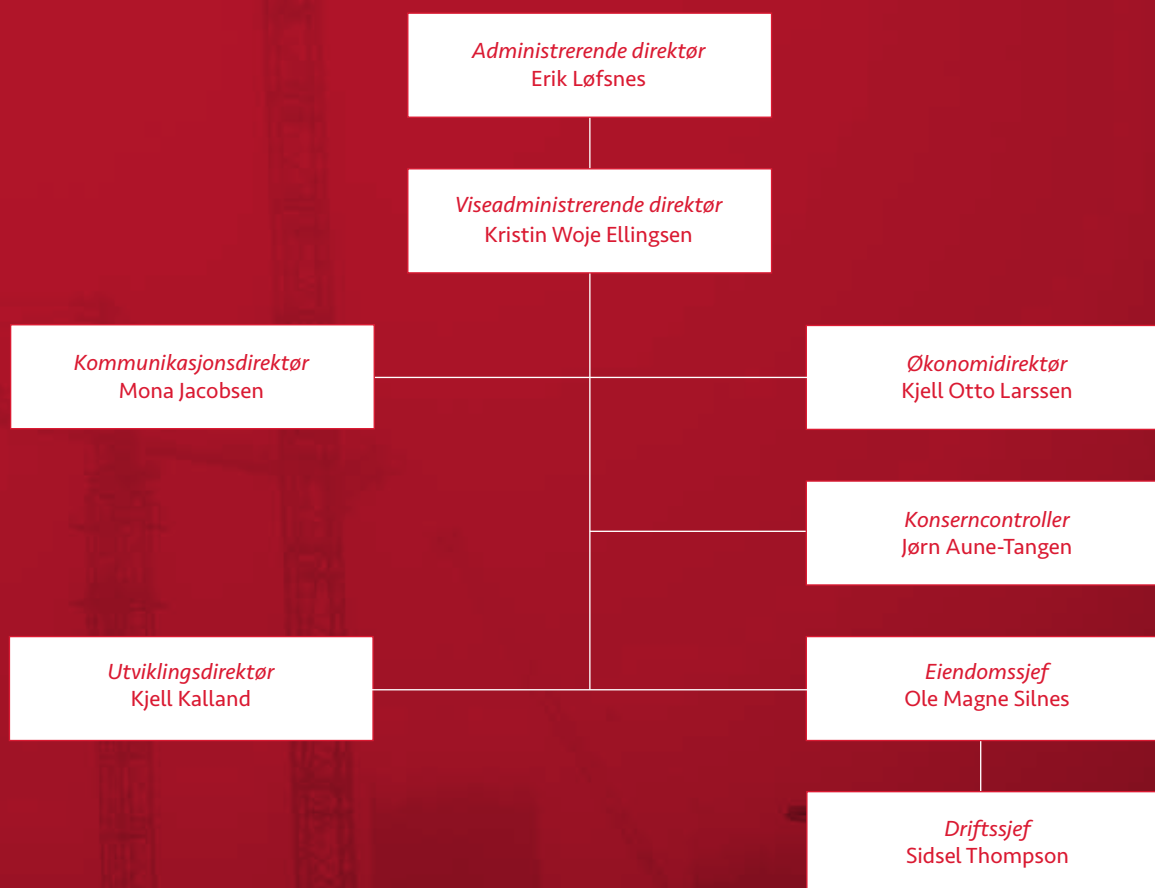 Administrerende direktør
Erik Løfsnes
Viseadministrerende direktør
Kristin Woje Ellingsen
Kommunikasjonsdirektør
Mona Jacobsen
Økonomidirektør
Kjell Otto Larssen
Konserncontroller
Jørn Aune-Tangen
Utviklingsdirektør
Kjell Kalland
Eiendomssjef
Ole Magne Silnes
Driftssjef
Sidsel Thompson